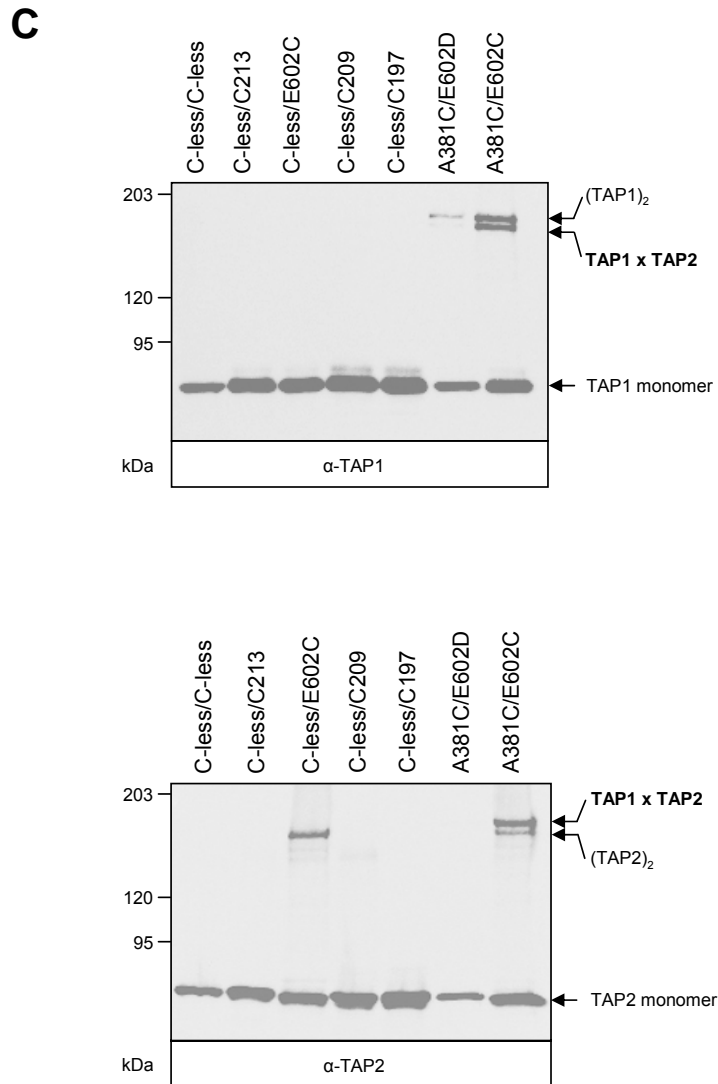 C
C-less/C-less
C-less/C213
C-less/E602C
C-less/C209
C-less/C197
A381C/E602D
A381C/E602C
203
120
95
(TAP1)2
TAP1 x TAP2
TAP1 monomer
kDa
α-TAP1
C-less/C-less
C-less/C213
C-less/E602C
C-less/C209
C-less/C197
A381C/E602D
A381C/E602C
203
120
95
TAP1 x TAP2
(TAP2)2
TAP2 monomer
kDa
α-TAP2